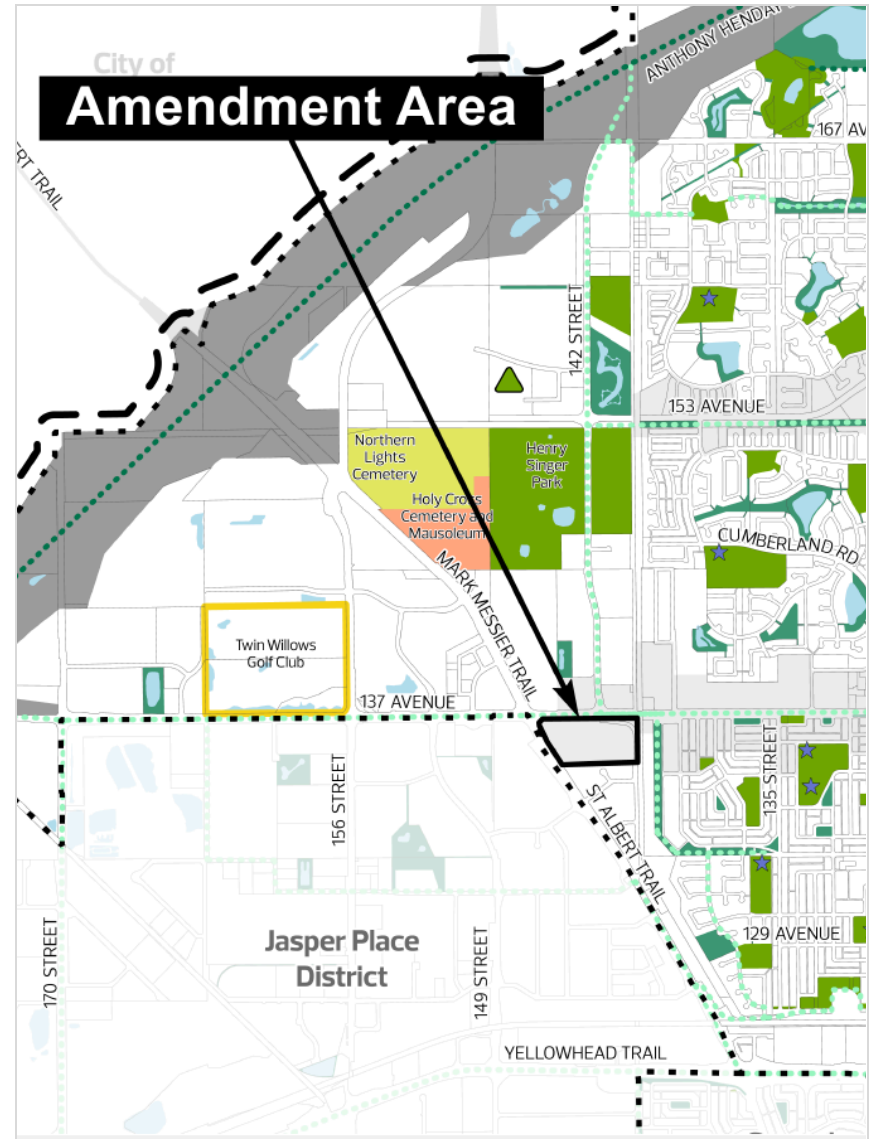 City of
ANTHONY HENDAY
Amendment Area
167 AV
ERT TRAIL
142 STREET
153 AVENUE
Northern
Lights
Cemetery
Henry
Singer
Park
Holy Cross
Cemetery and
Mausoleum
CUMBERLAND RD
MARK MESSIER TRAIL
Twin Willows
Golf Club
137 AVENUE
156 STREET
135 STREET
ST ALBERT TRAIL
Jasper Place
District
170 STREET
149 STREET
129 AVENUE
YELLOWHEAD TRAIL